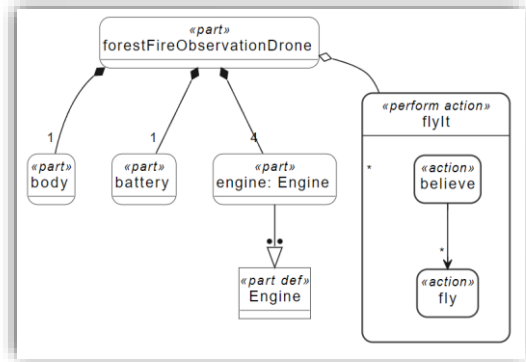 «part»
forestFireObservationDrone
«perform action»
flyIt
1
1
4
*
«part»
body
«part»
battery
«part»
engine: Engine
«action»
believe
*
«part def»
Engine
«action»
fly